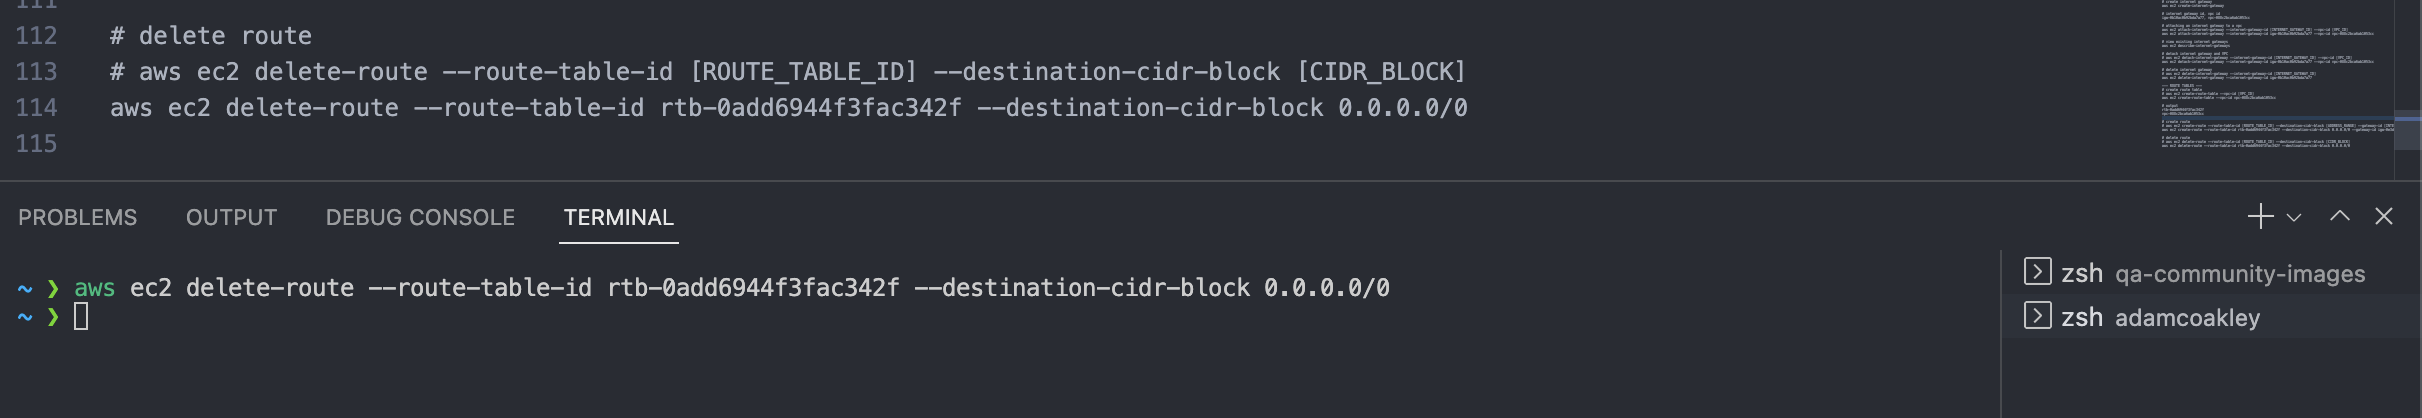 111
112 # delete route
113 # aws ec2 delete-route --route-table-id [ROUTE_TABLE_ID] --destination-cidr-block [CIDR_BLOCK]
114 aws ec2 delete-route --route-table-id rtb-0add6944f3fac342f --destination-cidr-block 0.0.0.0/0
115
PROBLEMS OUTPUT DEBUG CONSOLE TERMINAL
~ ❯ aws ec2 delete-route --route-table-id rtb-0add6944f3fac342f --destination-cidr-block 0.0.0.0/0
~ ❯
zsh qa-community-images
zsh adamcoakley